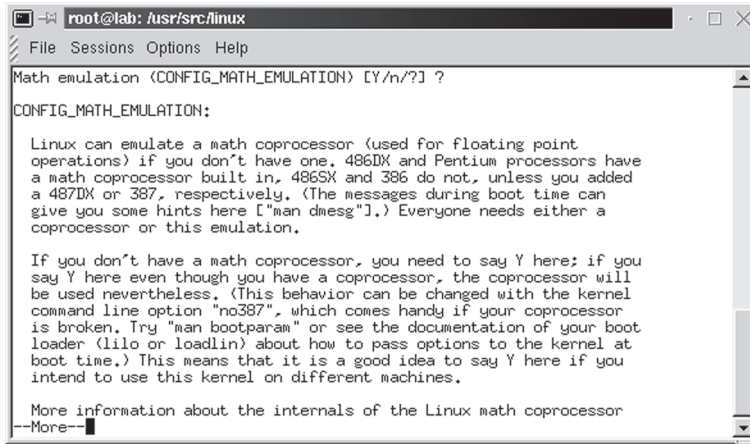 root@lab: /usr/src/linux
File Sessions Options Help
Math emulation (CONFIG_MATH_EMULATION) [Y/n/?] ?
CONFIG_MATH_EMULATION:
Linux can emulate a math coprocessor (used for floating point
operations) if you don´t have one. 486DX and Pentium processors have
a math coprocessor built in, 486SX and 386 do not, unless you added
a 487DX or 387, respectively. (The messages during boot time can
give you some hints here ["man dmesg"].) Everyone needs either a
coprocessor or this emulation.
If you don´t have a math coprocessor, you need to say Y here; if you
say Y here even though you have a coprocessor, the coprocessor will
be used nevertheless. (This behavior can be changed with the kernel
command line option "no387", which comes handy if your coprocessor
is broken. Try "man bootparam" or see the documentation of your boot
loader (lilo or loadlin) about how to pass options to the kernel at
boot time.) This means that it is a good idea to say Y here if you
intend to use this kernel on different machines.
More information about the internals of the Linux math coprocessor
--More--